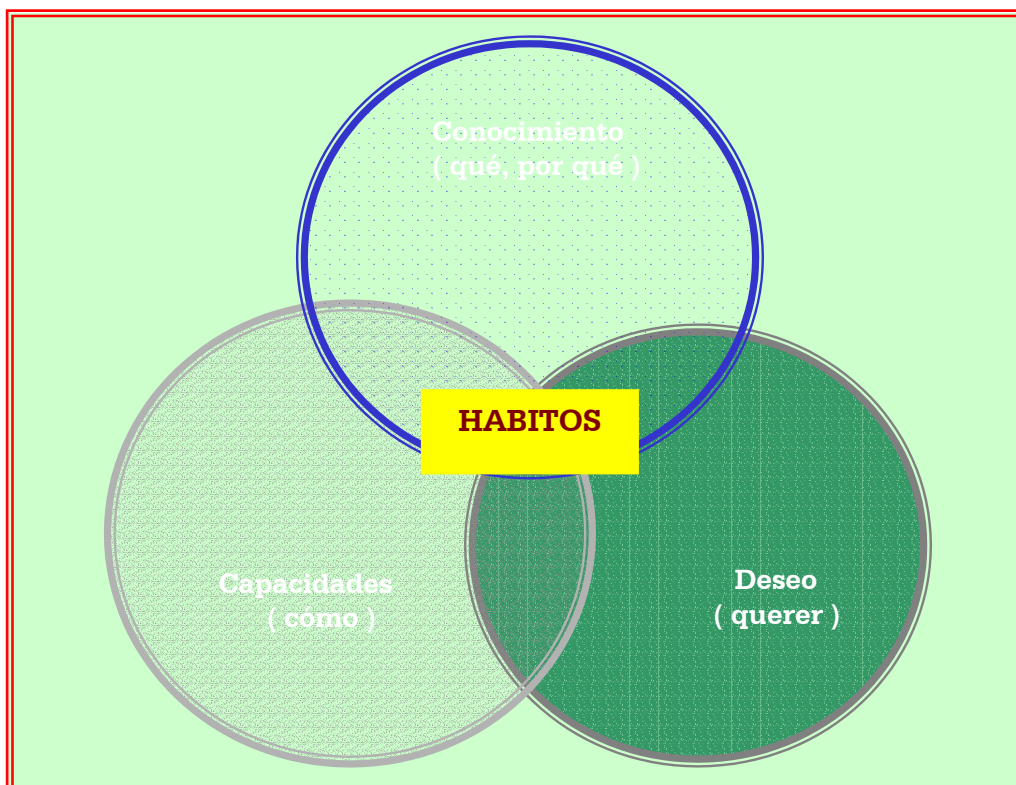 Conocimiento
( qué, por qué )
HABITOS
Capacidades
( cómo )
Deseo
( querer )